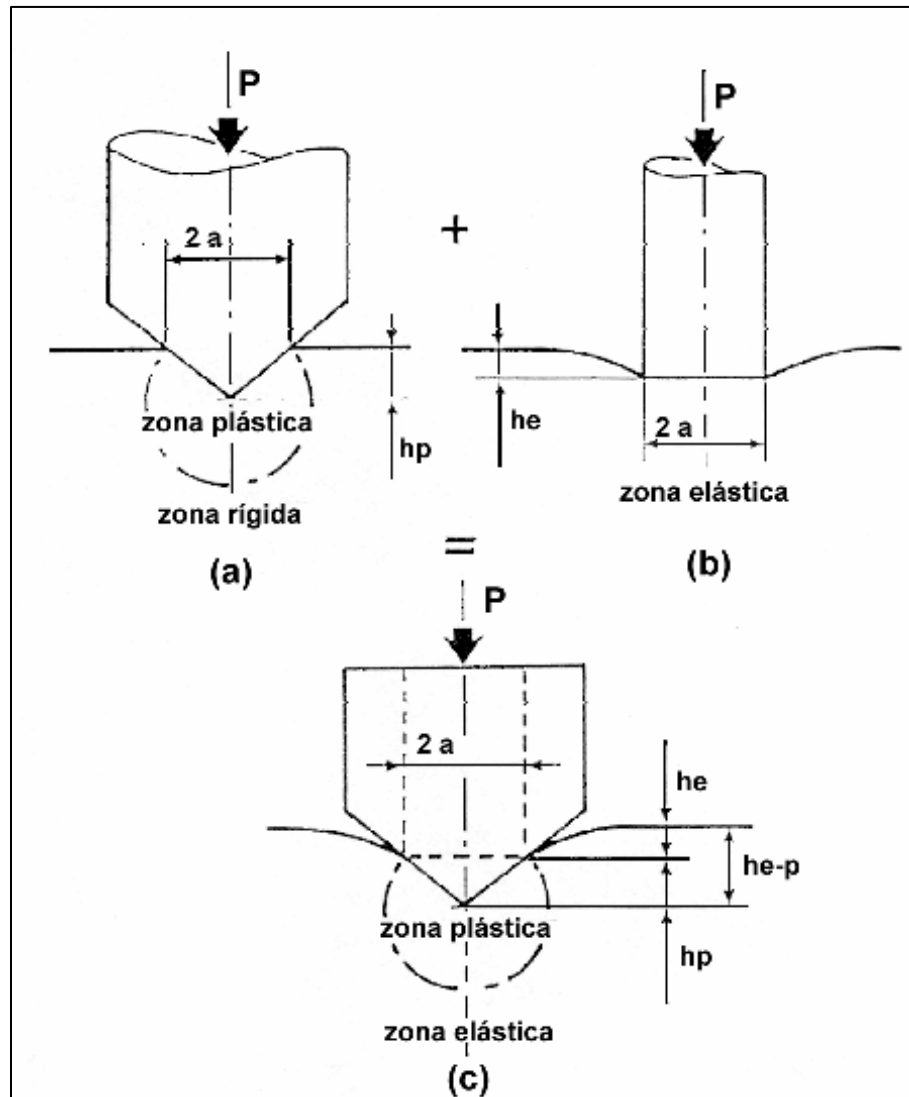 P
2 a
zona plástica
hp
zona rígida
(a)
+
P
he
2 a
zona elástica
(b)
=
P
2 a
he
he-p
zona plástica
hp
zona elástica
(c)